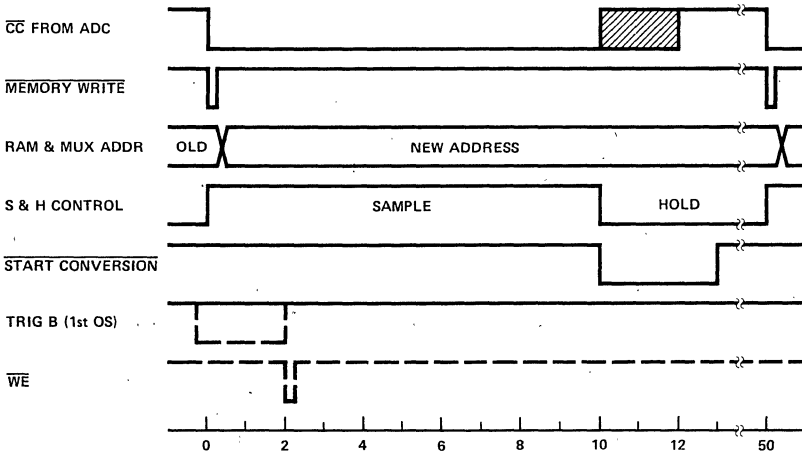 CC FROM ADC
MEMORY WRITE
RAM & MUX ADDR OLD NEW ADDRESS
S & H CONTROL SAMPLE HOLD
START CONVERSION
TRIG B (1st OS)
WE
0 2 4 6 8 10 12 50